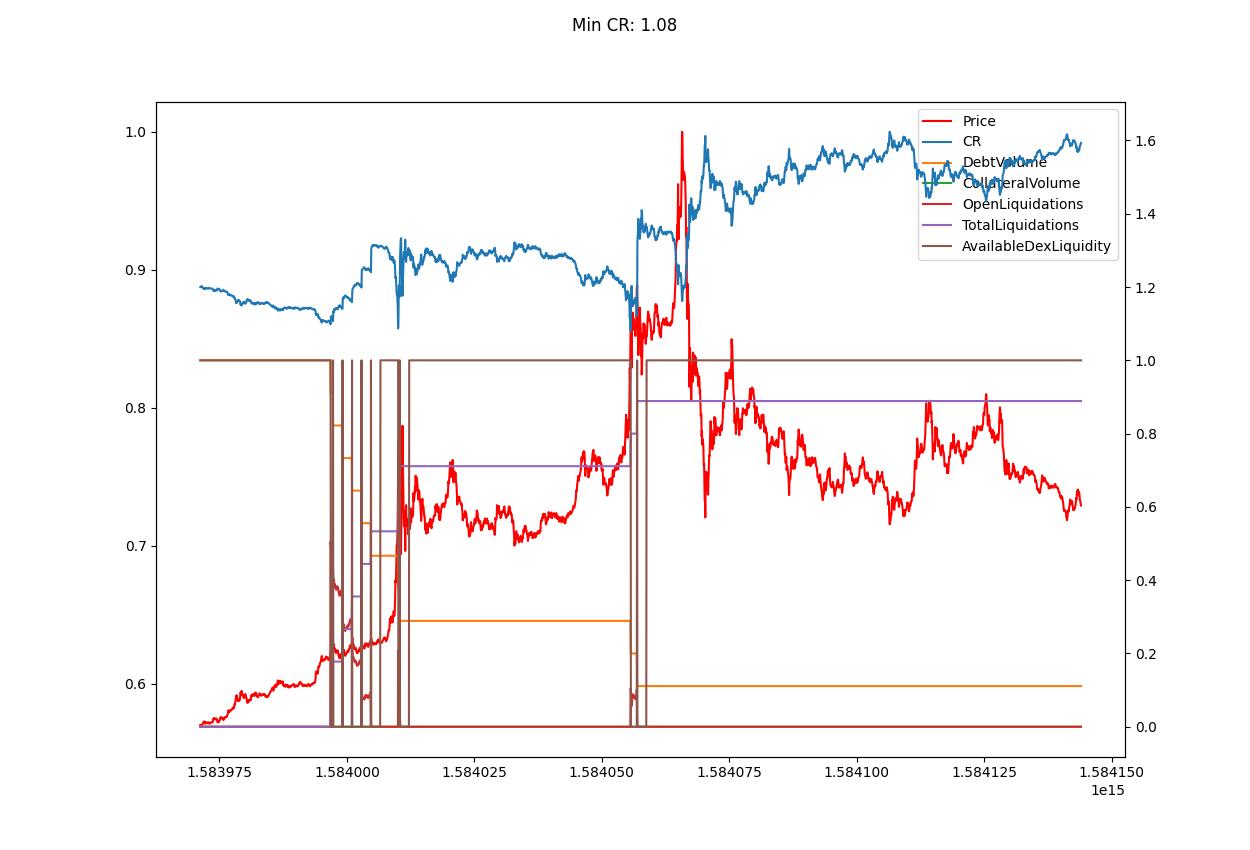 Min CR: 1.08
1.0
0.9
0.8
0.7
0.6
Price
CR
DebtVolume
CollateralVolume
OpenLiquidations
TotalLiquidations
AvailableDexLiquidity
1.6
1.4
1.2
1.0
0.8
0.6
0.4
0.2
0.0
1.583975 1.584000 1.584025 1.584050 1.584075 1.584100 1.584125 1.584150
1e15